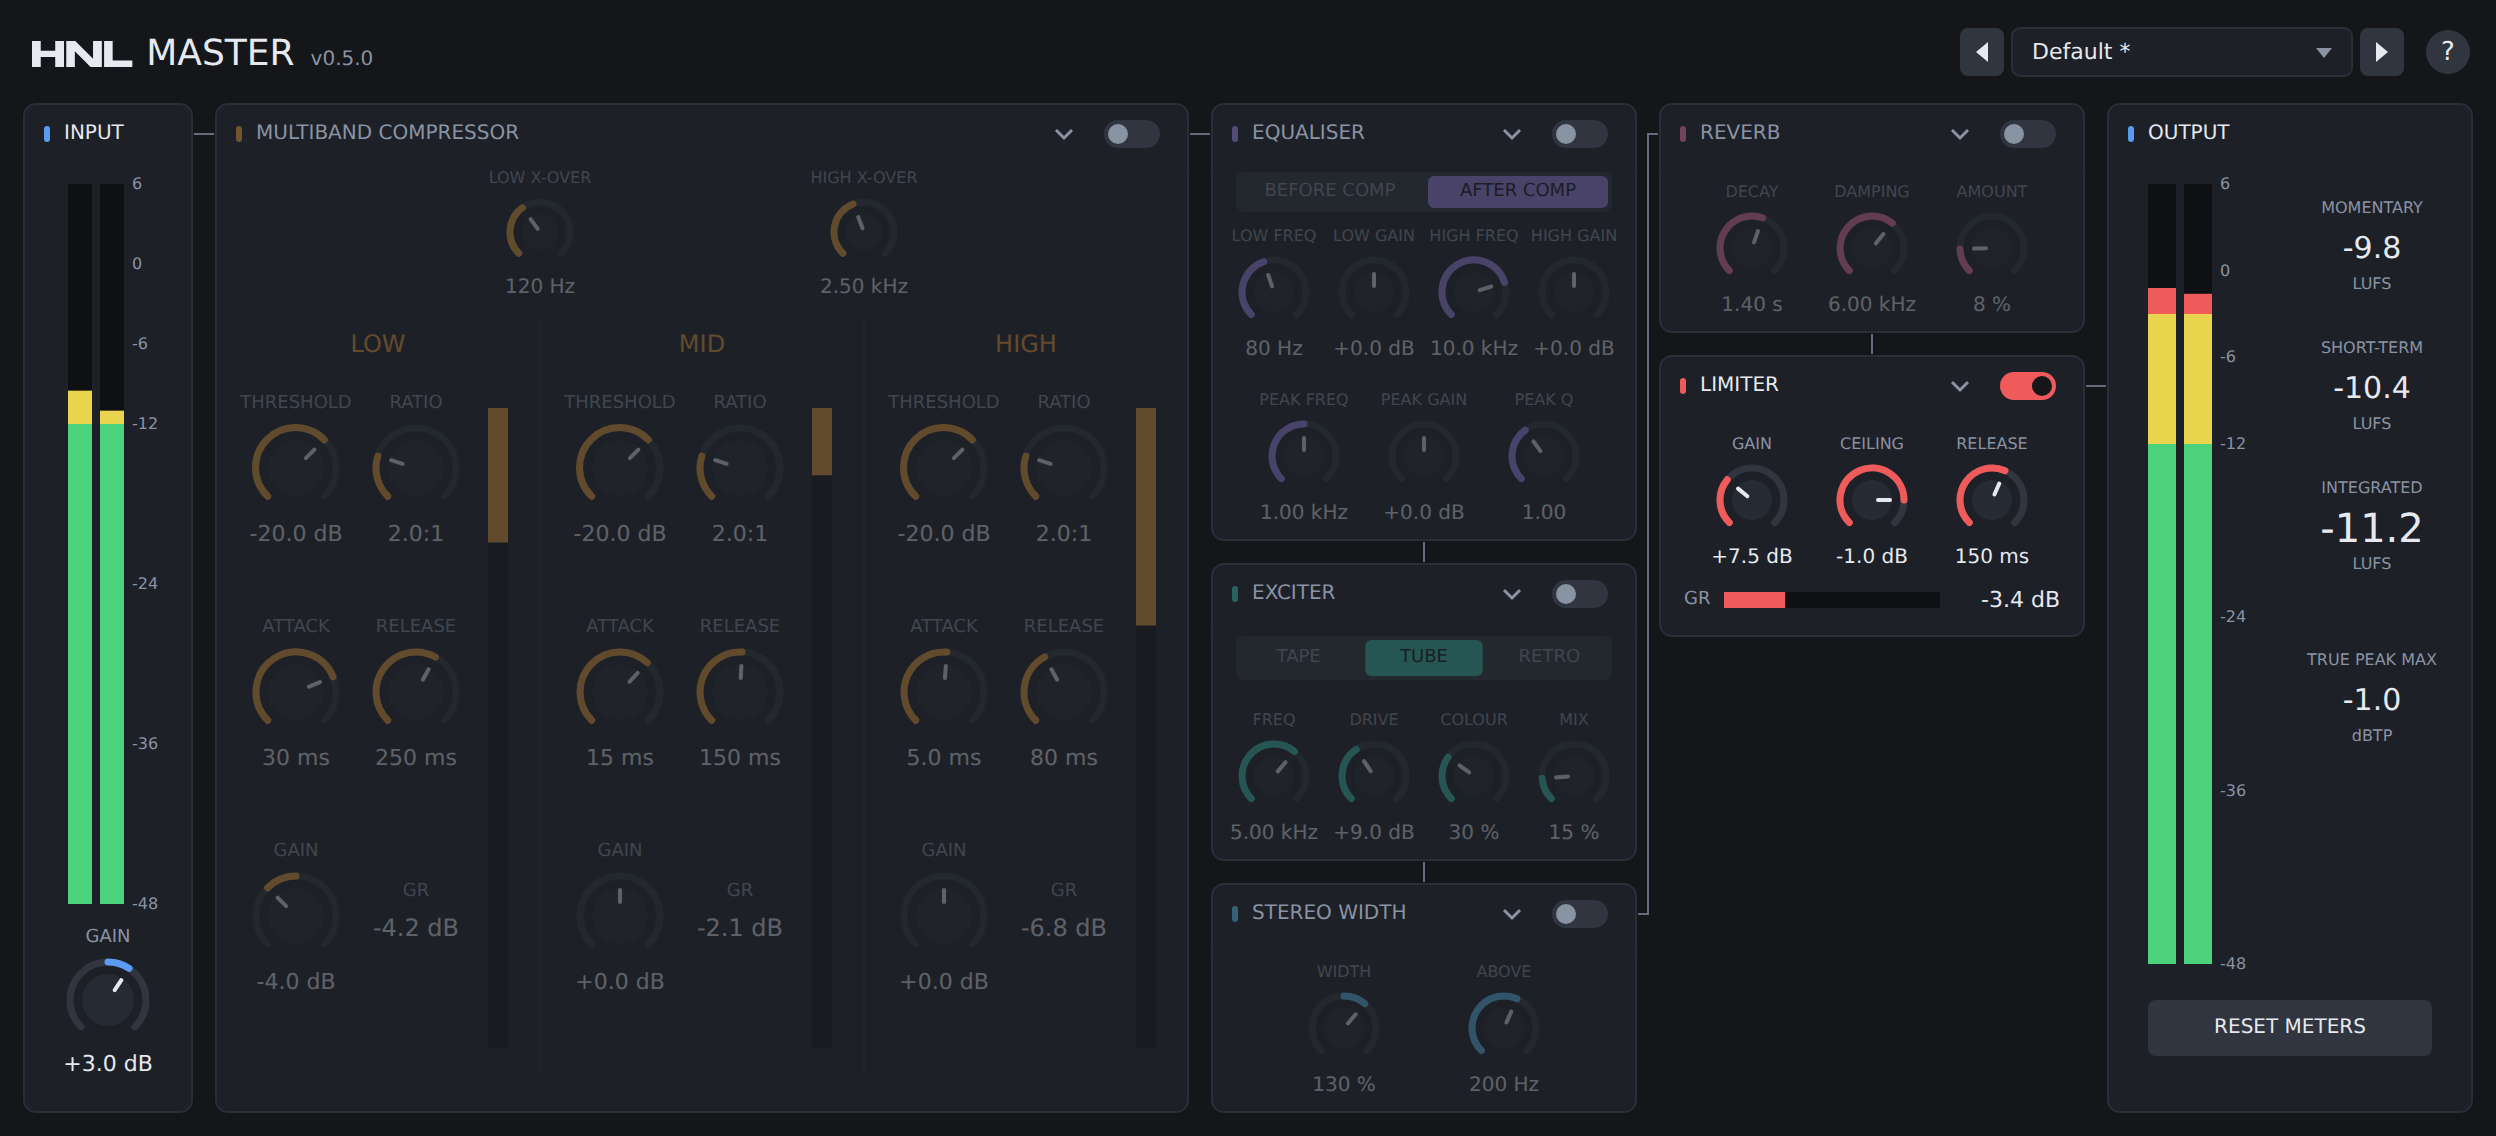 HNL MASTER v0.5.0
Default *
?
INPUT
6
0
-6
-12
-24
-36
-48
GAIN
+3.0 dB
MULTIBAND COMPRESSOR
LOW X-OVER HIGH X-OVER
120 Hz 2.50 kHz
LOW MID HIGH
THRESHOLD RATIO THRESHOLD RATIO THRESHOLD RATIO
-20.0 dB 2.0:1 -20.0 dB 2.0:1 -20.0 dB 2.0:1
ATTACK RELEASE ATTACK RELEASE ATTACK RELEASE
30 ms 250 ms 15 ms 150 ms 5.0 ms 80 ms
GAIN GAIN GAIN
GR GR GR
-4.2 dB -2.1 dB -6.8 dB
-4.0 dB +0.0 dB +0.0 dB
EQUALISER
BEFORE COMP AFTER COMP
LOW FREQ LOW GAIN HIGH FREQ HIGH GAIN
80 Hz +0.0 dB 10.0 kHz +0.0 dB
PEAK FREQ PEAK GAIN PEAK Q
1.00 kHz +0.0 dB 1.00
EXCITER
TAPE TUBE RETRO
FREQ DRIVE COLOUR MIX
5.00 kHz +9.0 dB 30 % 15 %
STEREO WIDTH
WIDTH ABOVE
130 % 200 Hz
REVERB
DECAY DAMPING AMOUNT
1.40 s 6.00 kHz 8 %
LIMITER
GAIN CEILING RELEASE
+7.5 dB -1.0 dB 150 ms
GR -3.4 dB
OUTPUT
6
0
-6
-12
-24
-36
-48
MOMENTARY
-9.8
LUFS
SHORT-TERM
-10.4
LUFS
INTEGRATED
-11.2
LUFS
TRUE PEAK MAX
-1.0
dBTP
RESET METERS